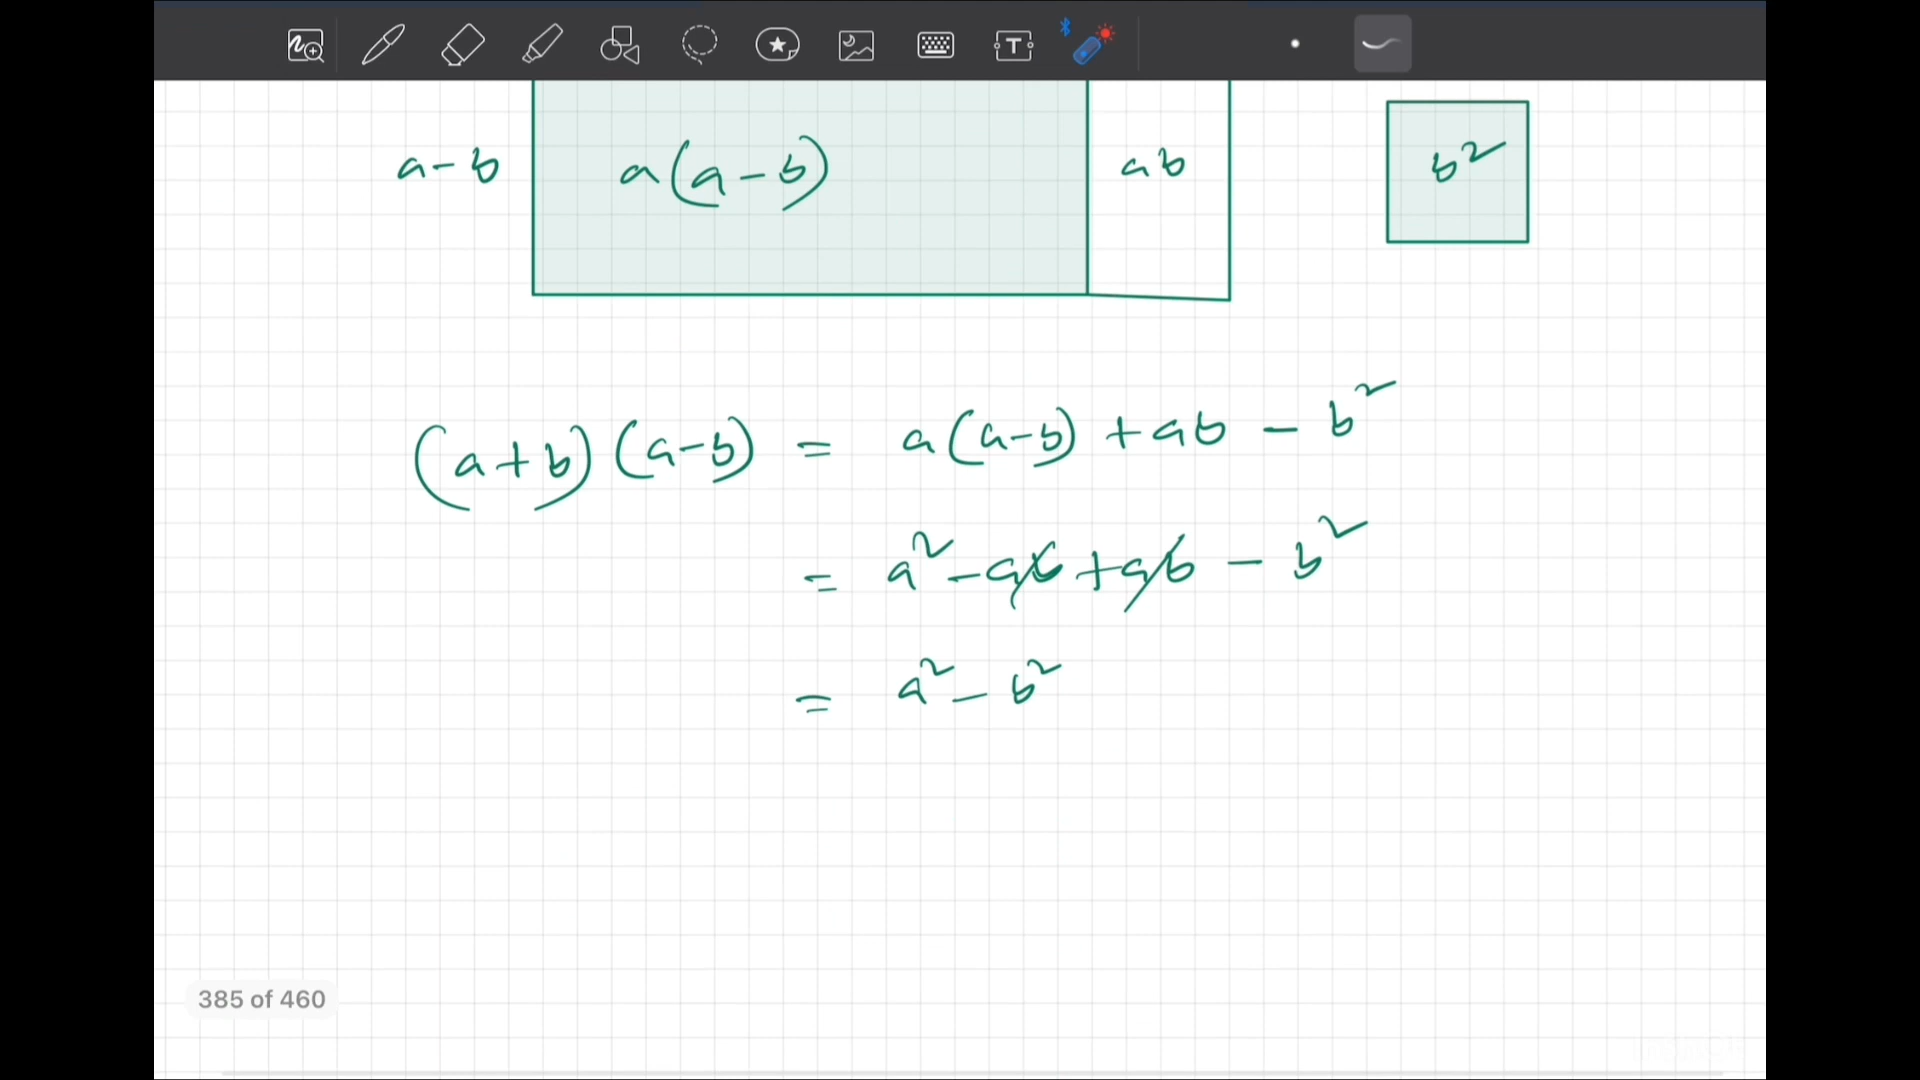 a-b a(a-b) ab b²
(a+b)(a-b) = a(a-b) +ab - b²
= a² -ab +ab - b²
= a² - b²
385 of 460